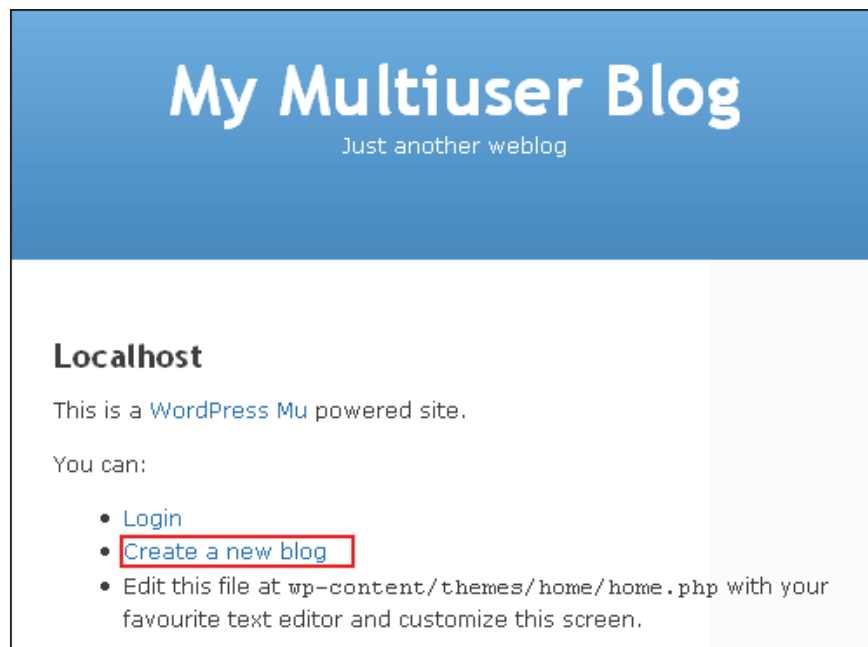 My Multiuser Blog
Just another weblog
Localhost
This is a WordPress Mu powered site.
You can:
• Login
• Create a new blog
• Edit this file at wp-content/themes/home/home.php with your
favourite text editor and customize this screen.